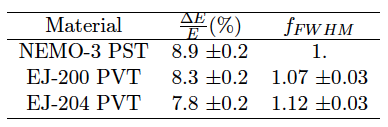 Material ΔE/E(%) f_FWHM
NEMO-3 PST 8.9 ±0.2 1.
EJ-200 PVT 8.3 ±0.2 1.07 ±0.03
EJ-204 PVT 7.8 ±0.2 1.12 ±0.03